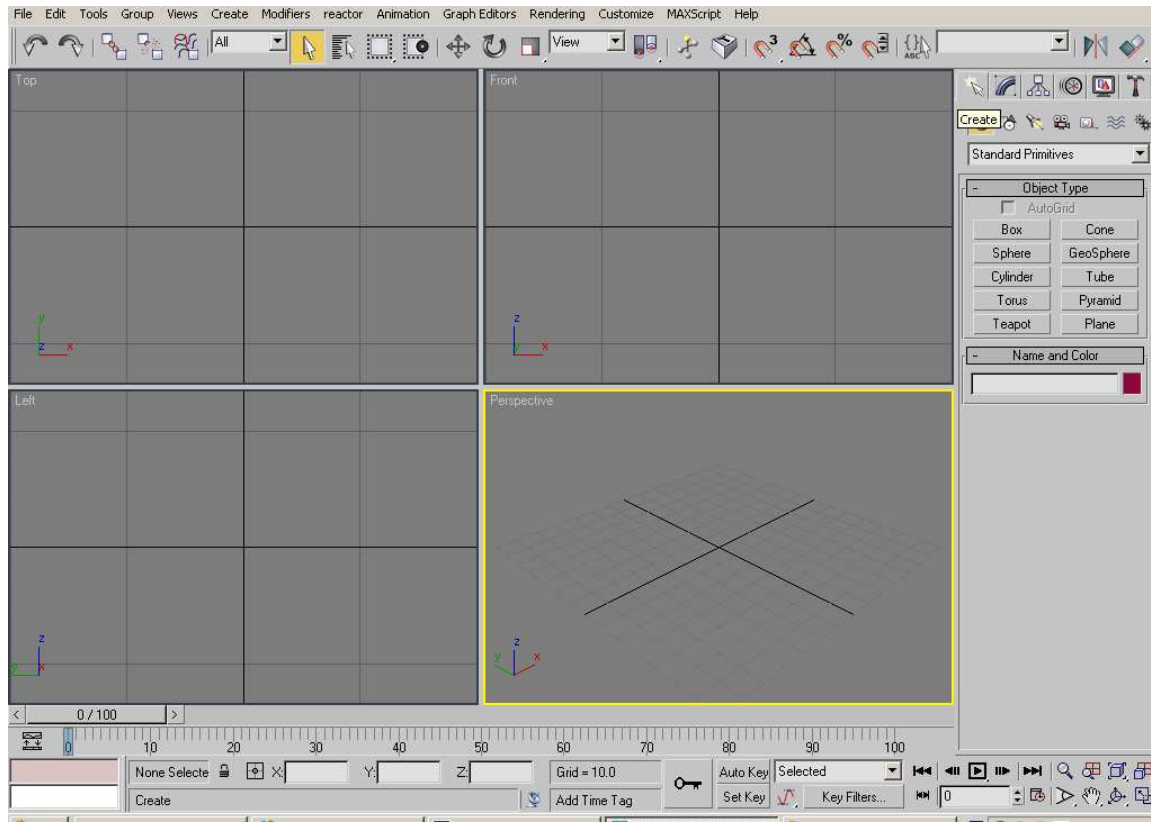 File Edit Tools Group Views Create Modifiers reactor Animation Graph Editors Rendering Customize MAXScript Help
All View ABC
Top
Front
Create
Standard Primitives
- Object Type
AutoGrid
Box Cone
Sphere GeoSphere
Cylinder Tube
Torus Pyramid
Teapot Plane
- Name and Color
y
z x
z
y x
Left
Perspective
z
y x
z
y x
< 0 / 100 >
0 10 20 30 40 50 60 70 80 90 100
None Selecte X: Y: Z: Grid = 10.0 Auto Key Selected
Create Add Time Tag Set Key Key Filters... 0